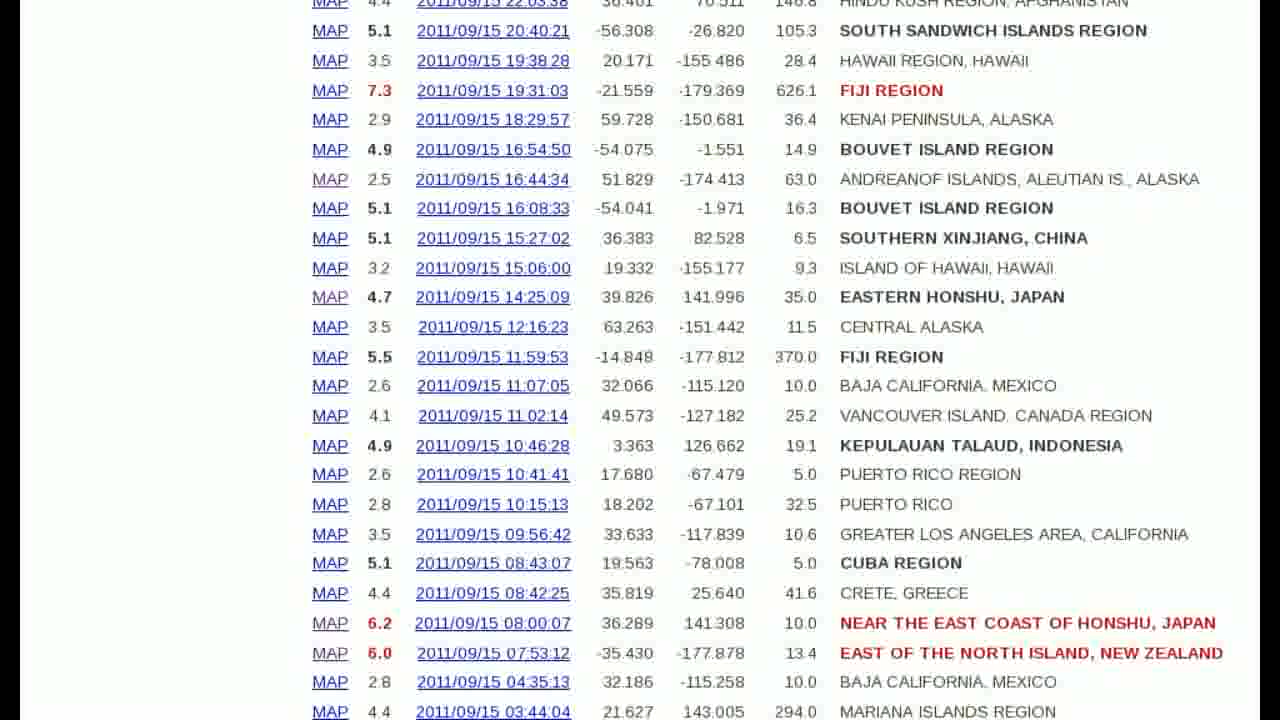 MAP 4.4 2011/09/15 22:03:38 36.401 70.511 146.8 HINDU KUSH REGION, AFGHANISTAN
MAP 5.1 2011/09/15 20:40:21 -56.308 -26.820 105.3 SOUTH SANDWICH ISLANDS REGION
MAP 3.5 2011/09/15 19:38:28 20.171 -155.486 28.4 HAWAII REGION, HAWAII
MAP 7.3 2011/09/15 19:31:03 -21.559 -179.369 626.1 FIJI REGION
MAP 2.9 2011/09/15 18:29:57 59.728 -150.681 36.4 KENAI PENINSULA, ALASKA
MAP 4.9 2011/09/15 16:54:50 -54.075 -1.551 14.9 BOUVET ISLAND REGION
MAP 2.5 2011/09/15 16:44:34 51.829 -174.413 63.0 ANDREANOF ISLANDS, ALEUTIAN IS., ALASKA
MAP 5.1 2011/09/15 16:08:33 -54.041 -1.971 16.3 BOUVET ISLAND REGION
MAP 5.1 2011/09/15 15:27:02 36.383 82.528 6.5 SOUTHERN XINJIANG, CHINA
MAP 3.2 2011/09/15 15:06:00 19.332 -155.177 9.3 ISLAND OF HAWAII, HAWAII
MAP 4.7 2011/09/15 14:25:09 39.826 141.996 35.0 EASTERN HONSHU, JAPAN
MAP 3.5 2011/09/15 12:16:23 63.263 -151.442 11.5 CENTRAL ALASKA
MAP 5.5 2011/09/15 11:59:53 -14.848 -177.812 370.0 FIJI REGION
MAP 2.6 2011/09/15 11:07:05 32.066 -115.120 10.0 BAJA CALIFORNIA, MEXICO
MAP 4.1 2011/09/15 11:02:14 49.573 -127.182 25.2 VANCOUVER ISLAND, CANADA REGION
MAP 4.9 2011/09/15 10:46:28 3.363 126.662 19.1 KEPULAUAN TALAUD, INDONESIA
MAP 2.6 2011/09/15 10:41:41 17.680 -67.479 5.0 PUERTO RICO REGION
MAP 2.8 2011/09/15 10:15:13 18.202 -67.101 32.5 PUERTO RICO
MAP 3.5 2011/09/15 09:56:42 33.633 -117.839 10.6 GREATER LOS ANGELES AREA, CALIFORNIA
MAP 5.1 2011/09/15 08:43:07 19.563 -78.008 5.0 CUBA REGION
MAP 4.4 2011/09/15 08:42:25 35.819 25.640 41.6 CRETE, GREECE
MAP 6.2 2011/09/15 08:00:07 36.289 141.308 10.0 NEAR THE EAST COAST OF HONSHU, JAPAN
MAP 6.0 2011/09/15 07:53:12 -35.430 -177.878 13.4 EAST OF THE NORTH ISLAND, NEW ZEALAND
MAP 2.8 2011/09/15 04:35:13 32.186 -115.258 10.0 BAJA CALIFORNIA, MEXICO
MAP 4.4 2011/09/15 03:44:04 21.627 143.005 294.0 MARIANA ISLANDS REGION